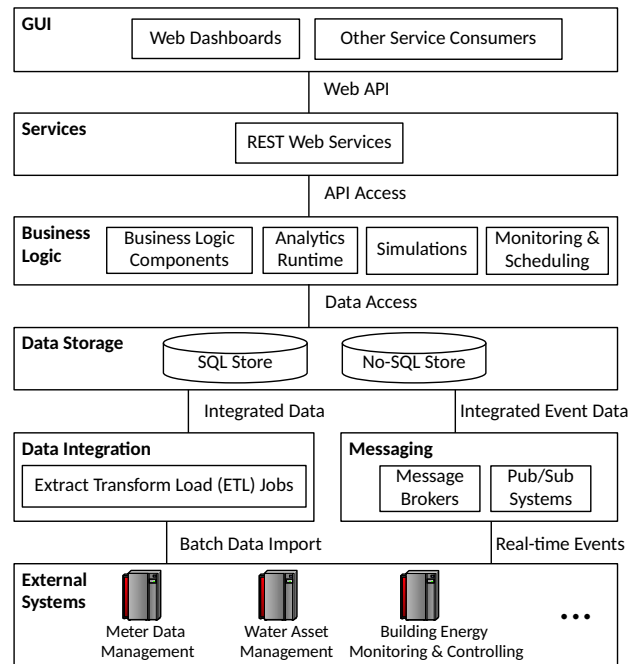 GUI
Web Dashboards
Other Service Consumers
Web API
Services
REST Web Services
API Access
Business
Logic
Business Logic
Components
Analytics
Runtime
Simulations
Monitoring &
Scheduling
Data Access
Data Storage
SQL Store
No-SQL Store
Integrated Data
Integrated Event Data
Data Integration
Extract Transform Load (ETL) Jobs
Messaging
Message
Brokers
Pub/Sub
Systems
Batch Data Import
Real-time Events
External
Systems
Meter Data
Management
Water Asset
Management
Building Energy
Monitoring & Controlling
...